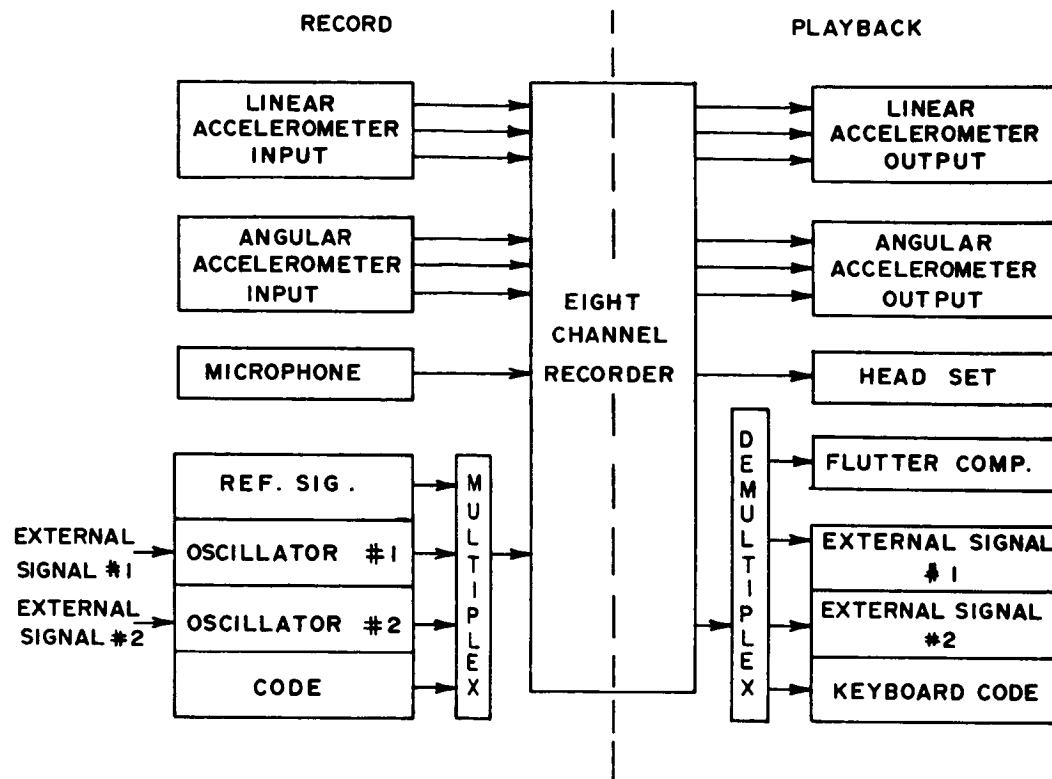 RECORD
PLAYBACK
LINEAR
ACCELEROMETER
INPUT
ANGULAR
ACCELEROMETER
INPUT
MICROPHONE
REF. SIG.
OSCILLATOR #1
OSCILLATOR #2
CODE
EXTERNAL
SIGNAL #1
EXTERNAL
SIGNAL #2
MULTIPLEX
EIGHT
CHANNEL
RECORDER
DEMULTIPLEX
LINEAR
ACCELEROMETER
OUTPUT
ANGULAR
ACCELEROMETER
OUTPUT
HEAD SET
FLUTTER COMP.
EXTERNAL SIGNAL
#1
EXTERNAL SIGNAL
#2
KEYBOARD CODE